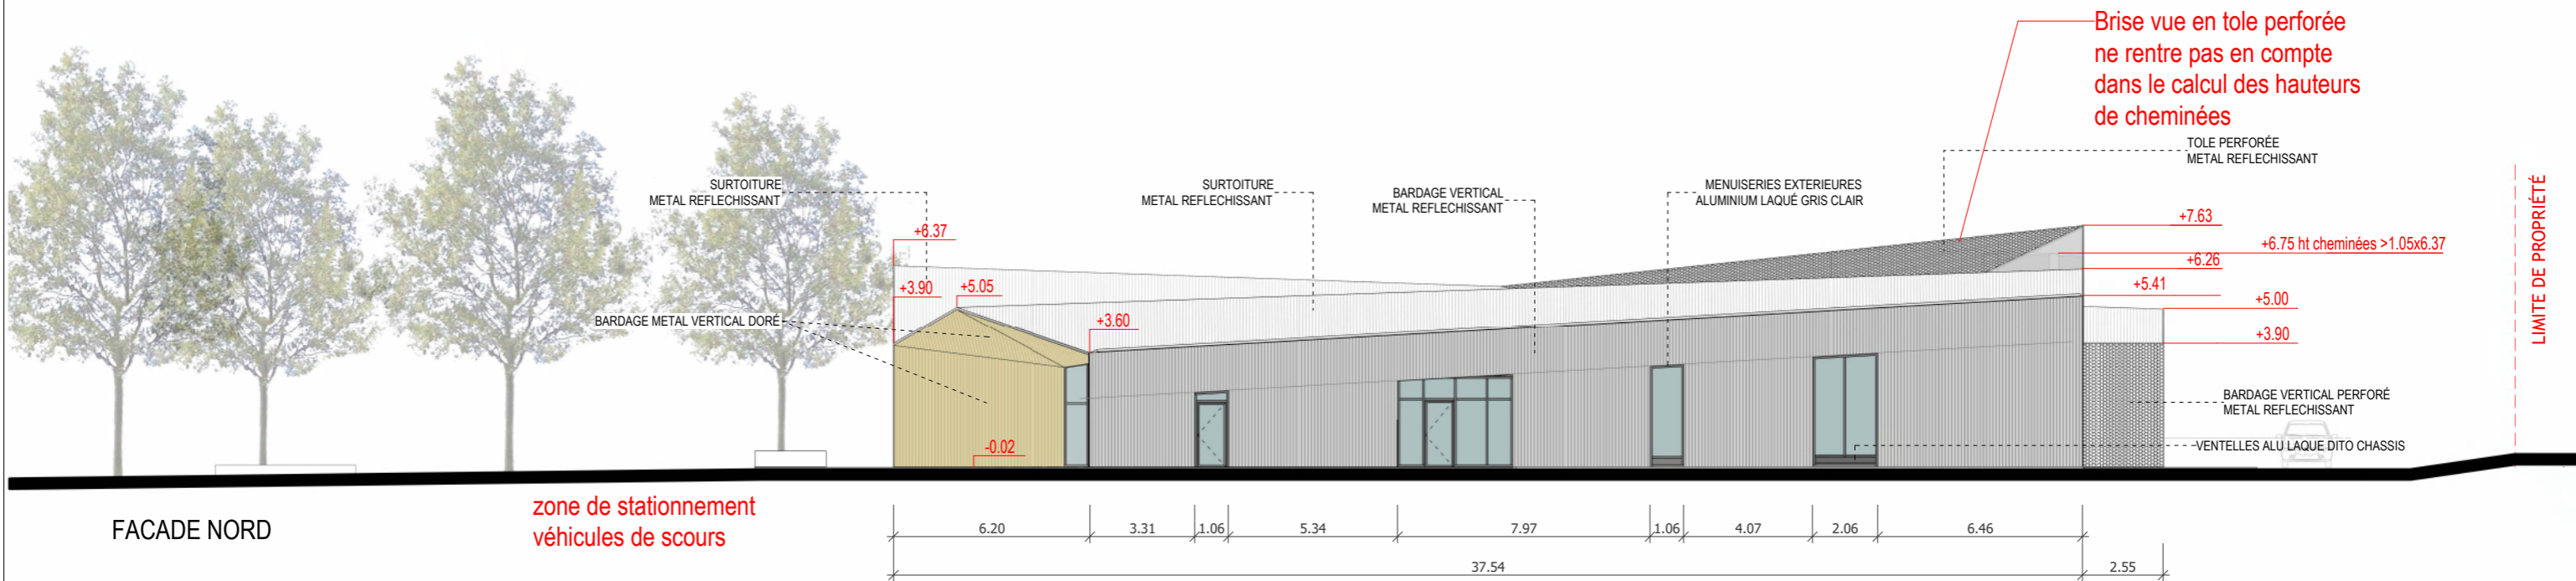 Brise vue en tole perforée
ne rentre pas en compte
dans le calcul des hauteurs
de cheminées
TOLE PERFORÉE
METAL REFLECHISSANT
SURTOITURE
METAL REFLECHISSANT
SURTOITURE
METAL REFLECHISSANT
BARDAGE VERTICAL
METAL REFLECHISSANT
MENUISERIES EXTERIEURES
ALUMINIUM LAQUÉ GRIS CLAIR
LIMITE DE PROPRIÉTÉ
+7.63
+6.37
+6.75 ht cheminées >1.05x6.37
+6.26
+3.90
+5.05
+5.41
+5.00
BARDAGE METAL VERTICAL DORÉ
+3.60
+3.90
BARDAGE VERTICAL PERFORÉ
METAL REFLECHISSANT
-0.02
VENTELLES ALU LAQUE DITO CHASSIS
zone de stationnement
véhicules de scours
FACADE NORD
6.20
3.31
1.06
5.34
7.97
1.06
4.07
2.06
6.46
37.54
2.55